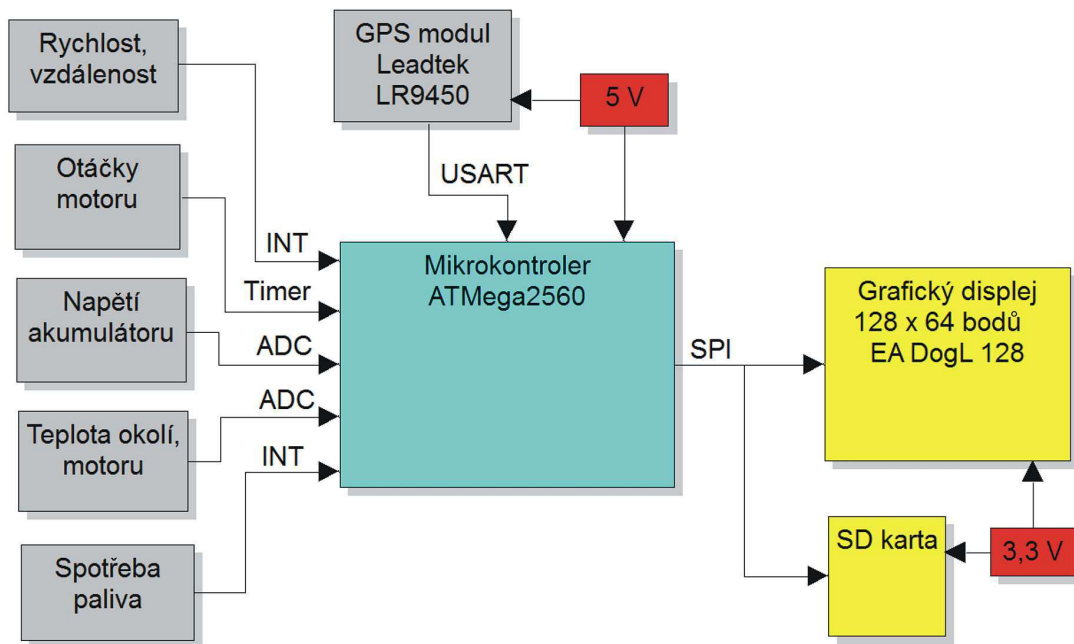 Rychlost,
vzdálenost
GPS modul
Leadtek
LR9450
5 V
Otáčky
motoru
USART
INT
Timer
ADC
ADC
INT
Mikrokontroler
ATMega2560
Napětí
akumulátoru
SPI
Grafický displej
128 x 64 bodů
EA DogL 128
Teplota okolí,
motoru
SD karta
3,3 V
Spotřeba
paliva